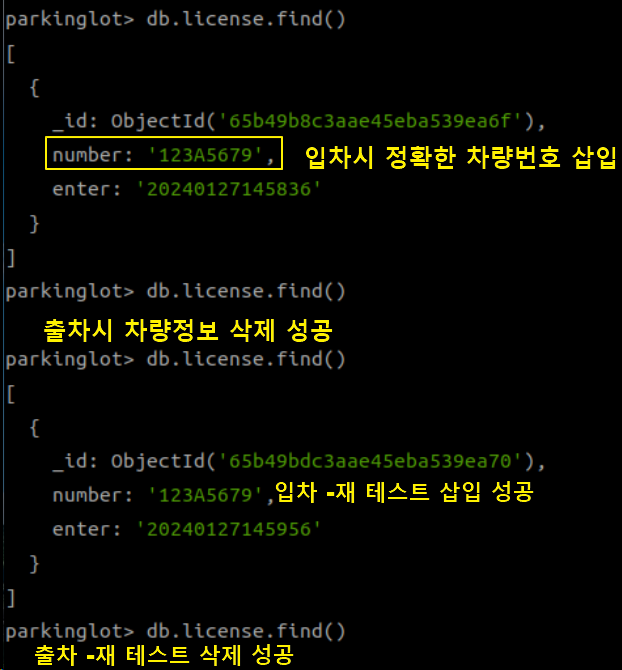 parkinglot> db.license.find()
[
{
_id: ObjectId('65b49b8c3aae45eba539ea6f'),
number: '123A5679', 입차시 정확한 차량번호 삽입
enter: '20240127145836'
}
]
parkinglot> db.license.find()
출차시 차량정보 삭제 성공
parkinglot> db.license.find()
[
{
_id: ObjectId('65b49bdc3aae45eba539ea70'),
number: '123A5679',입차 -재 테스트 삽입 성공
enter: '20240127145956'
}
]
parkinglot> db.license.find()
출차 -재 테스트 삭제 성공